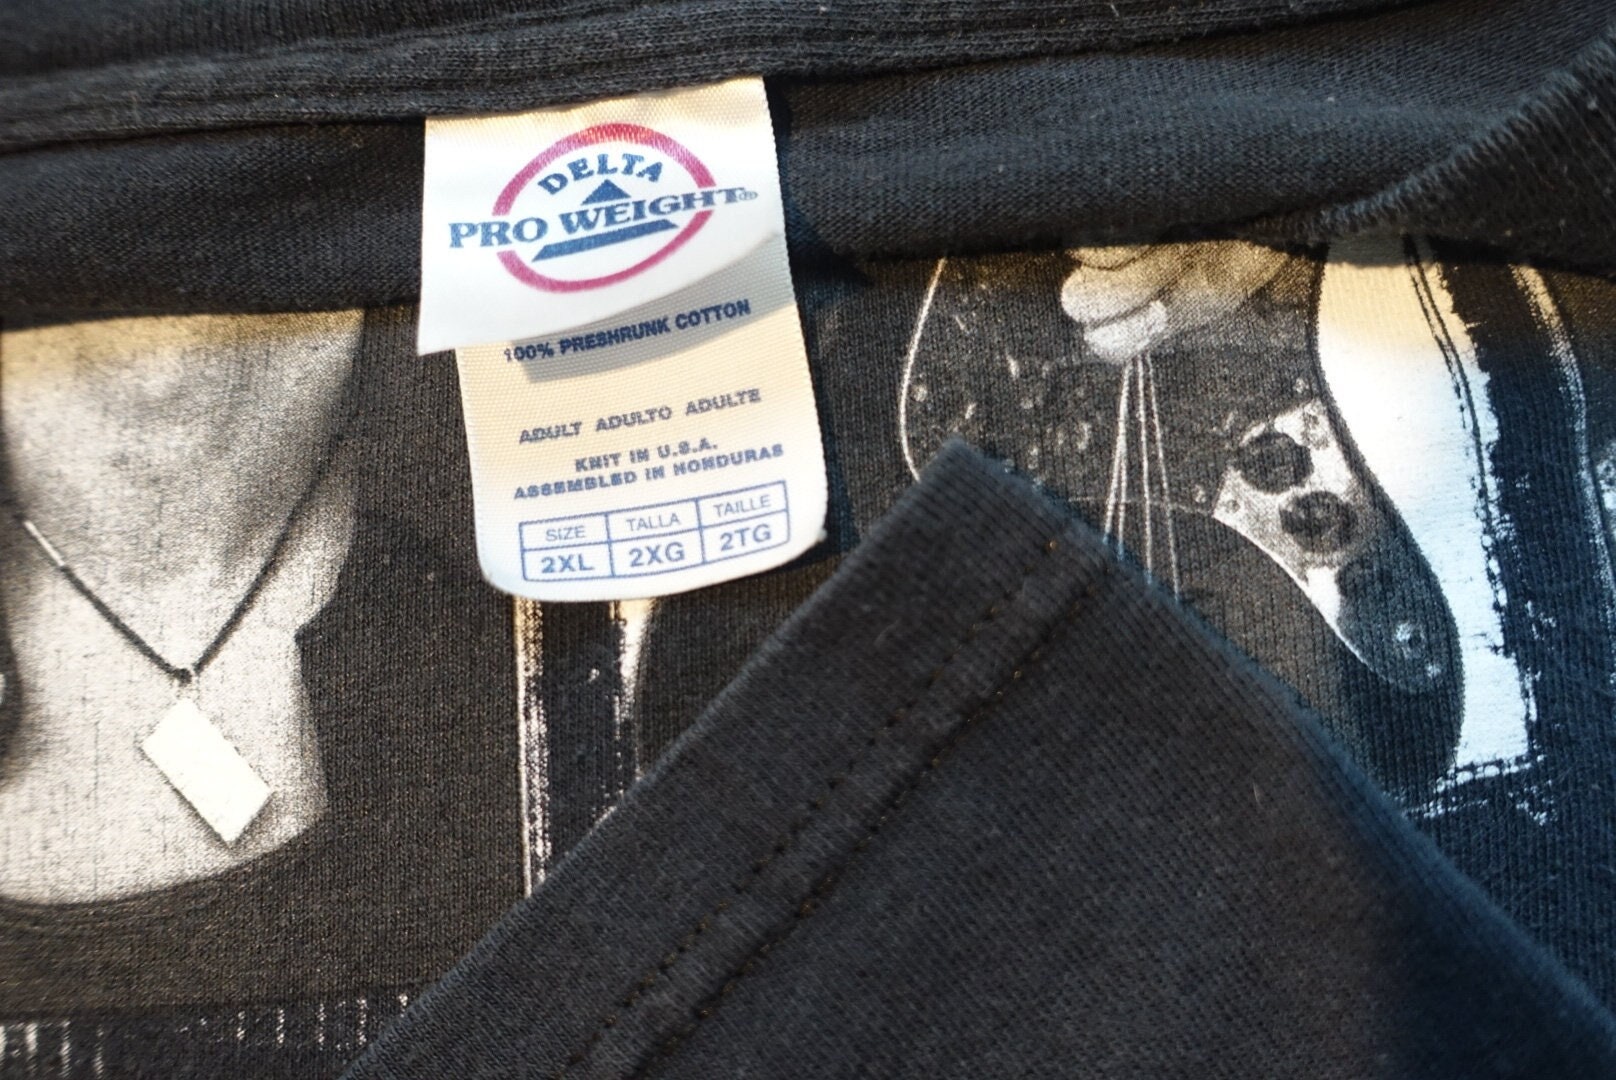 DELTA
PRO WEIGHT®
100% PRESHRUNK COTTON
ADULT ADULTO ADULTE
KNIT IN U.S.A.
ASSEMBLED IN HONDURAS
SIZE TALLA TAILLE
2XL 2XG 2TG